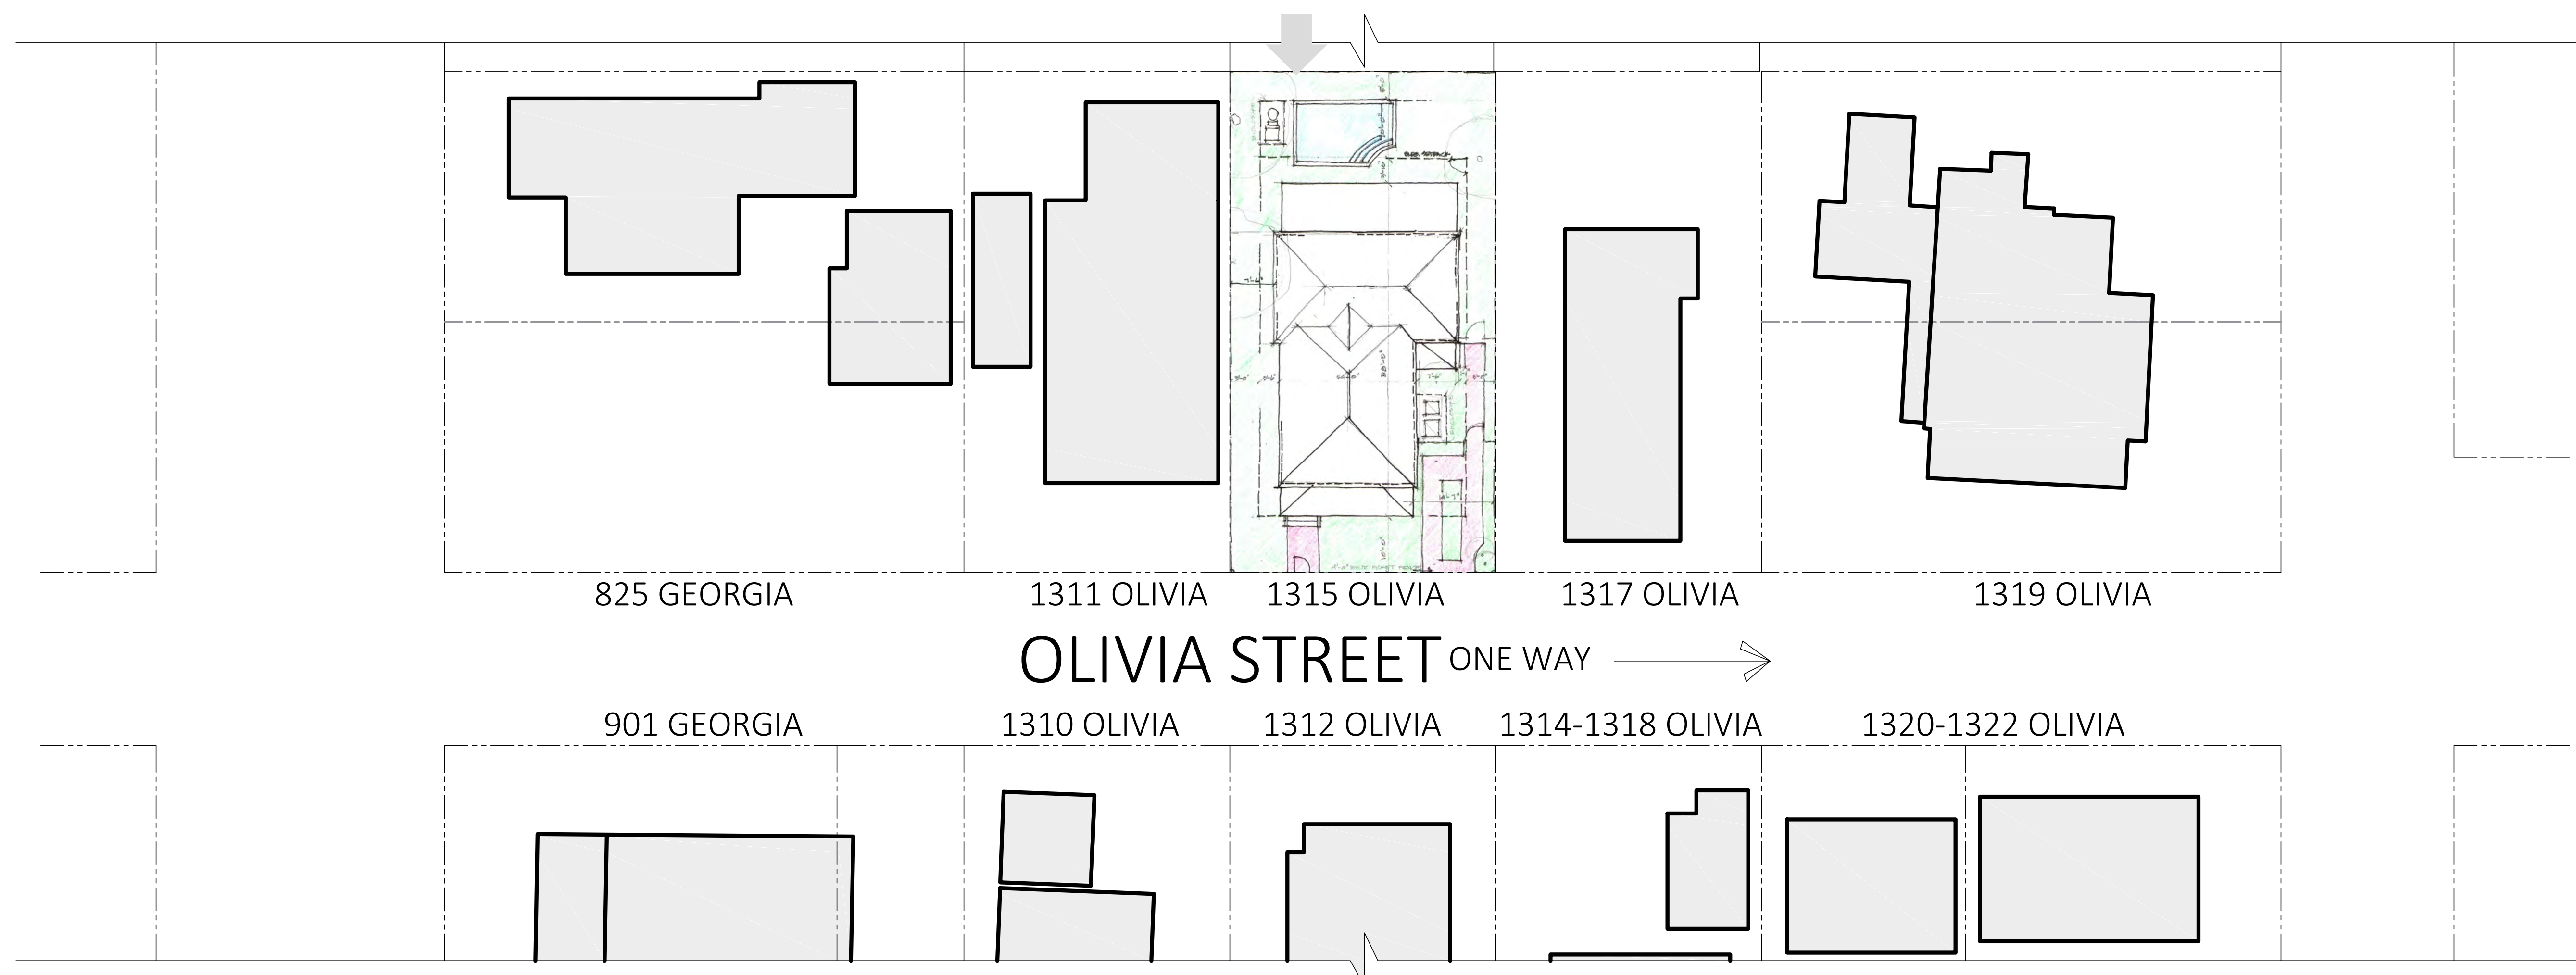 825 GEORGIA
1311 OLIVIA
1315 OLIVIA
1317 OLIVIA
1319 OLIVIA
OLIVIA STREET ONE WAY
901 GEORGIA
1310 OLIVIA
1312 OLIVIA
1314-1318 OLIVIA
1320-1322 OLIVIA